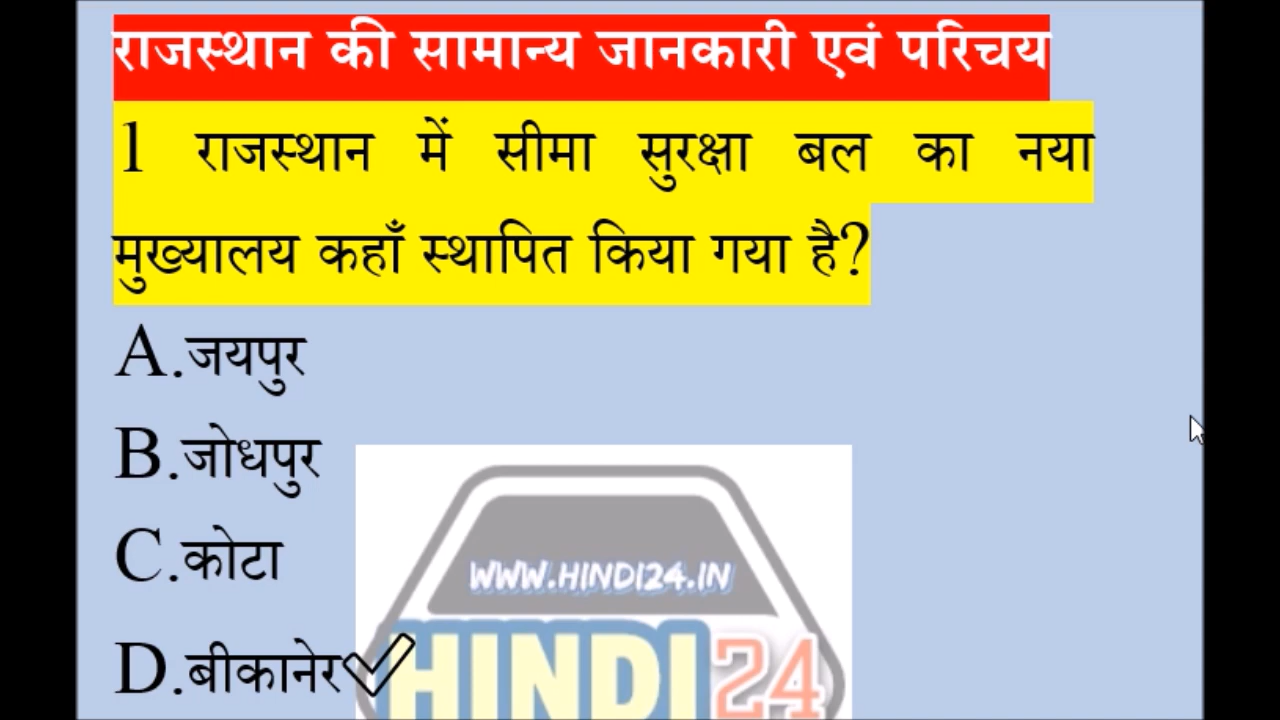 राजस्थान की सामान्य जानकारी एवं परिचय
1 राजस्थान में सीमा सुरक्षा बल का नया
मुख्यालय कहाँ स्थापित किया गया है?
A.जयपुर
B.जोधपुर
C.कोटा
WWW.HINDI24.IN
D.बीकानेर
HINDI 24